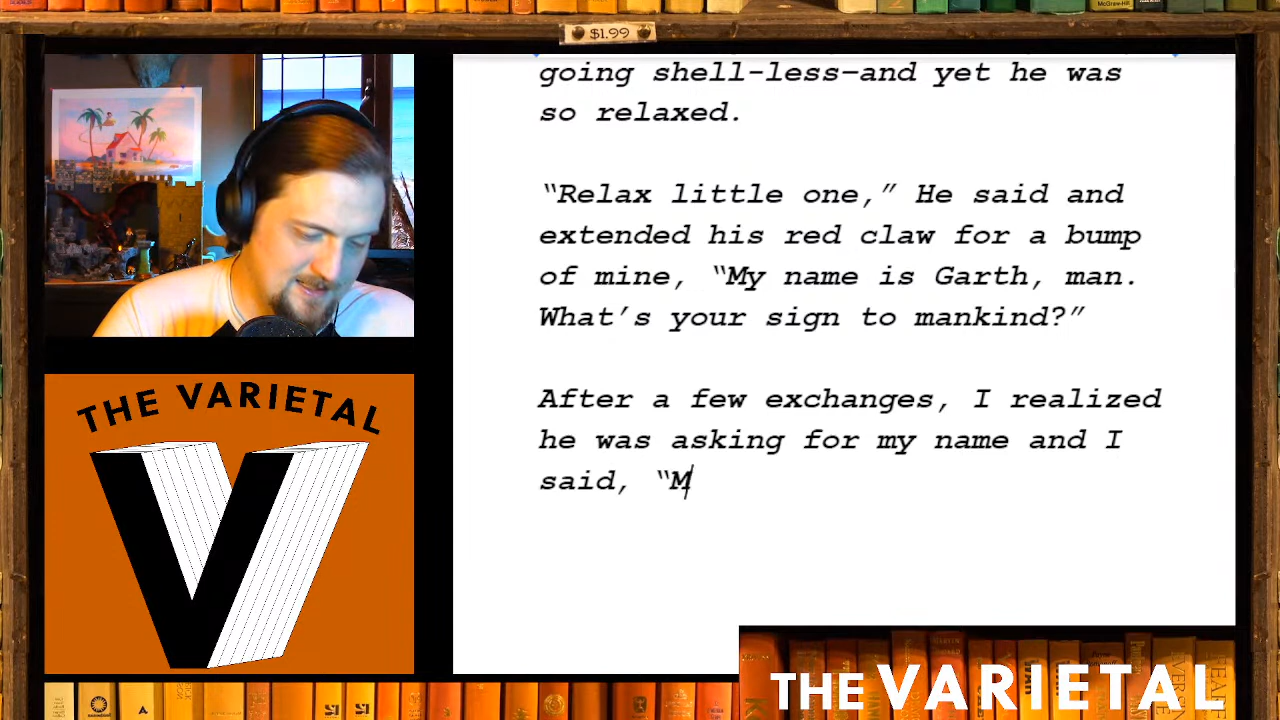 McGraw-Hill
$1.99
going shell-less–and yet he was
so relaxed.
“Relax little one,” He said and
extended his red claw for a bump
of mine, “My name is Garth, man.
What’s your sign to mankind?”
After a few exchanges, I realized
he was asking for my name and I
said, “M
THE VARIETAL
THE VARIETAL